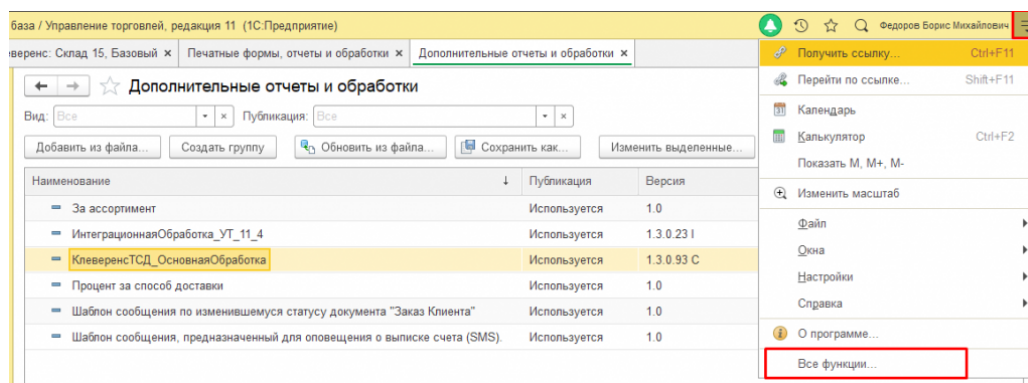 база / Управление торговлей, редакция 11 (1С:Предприятие)
Федоров Борис Михайлович
еверенс: Склад 15, Базовый ×
Печатные формы, отчеты и обработки ×
Дополнительные отчеты и обработки ×
Дополнительные отчеты и обработки
Вид: Все
Публикация: Все
Добавить из файла...
Создать группу
Обновить из файла...
Сохранить как...
Изменить выделенные...
Наименование ↓ Публикация Версия
За ассортимент Используется 1.0
ИнтеграционнаяОбработка_УТ_11_4 Используется 1.3.0.23 I
КлеверенсТСД_ОсновнаяОбработка Используется 1.3.0.93 C
Процент за способ доставки Используется 1.0
Шаблон сообщения по изменившемуся статусу документа "Заказ Клиента" Используется 1.0
Шаблон сообщения, предназначенный для оповещения о выписке счета (SMS). Используется 1.0
Получить ссылку... Ctrl+F11
Перейти по ссылке... Shift+F11
Календарь
Калькулятор Ctrl+F2
Показать M, M+, M-
Изменить масштаб
Файл
Окна
Настройки
Справка
О программе...
Все функции...